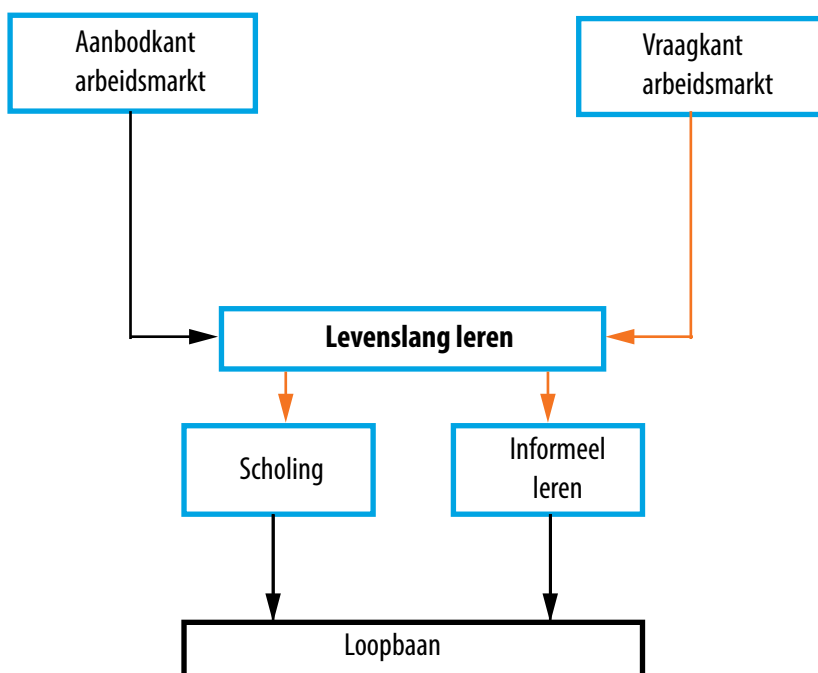 Aanbodkant
arbeidsmarkt
Vraagkant
arbeidsmarkt
Levenslang leren
Scholing
Informeel
leren
Loopbaan